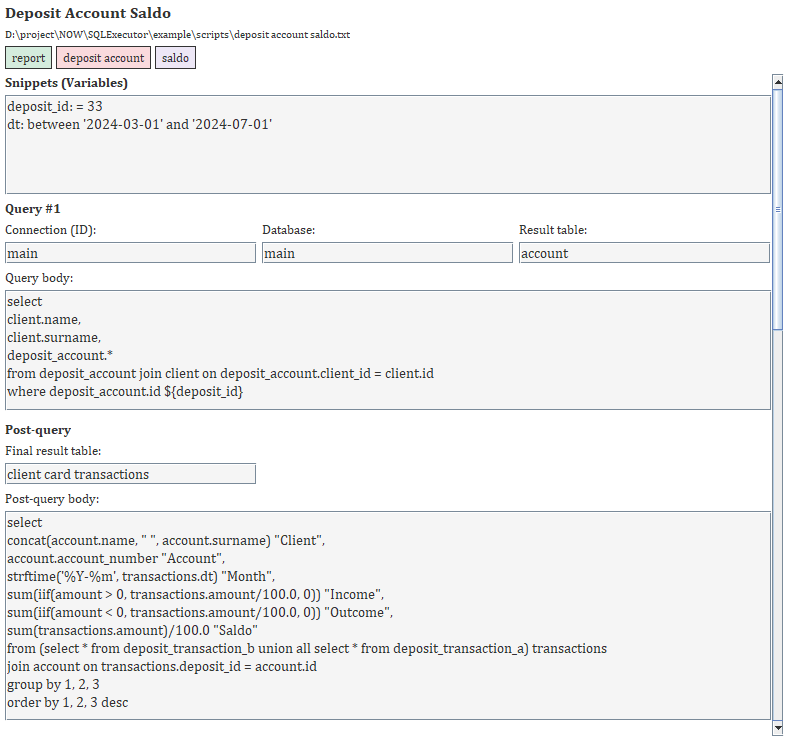 Deposit Account Saldo
D:\project\NOW\SQLExecutor\example\scripts\deposit account saldo.txt
report deposit account saldo
Snippets (Variables)
deposit_id: = 33
dt: between '2024-03-01' and '2024-07-01'
Query #1
Connection (ID): Database: Result table:
main main account
Query body:
select
client.name,
client.surname,
deposit_account.*
from deposit_account join client on deposit_account.client_id = client.id
where deposit_account.id ${deposit_id}
Post-query
Final result table:
client card transactions
Post-query body:
select
concat(account.name, " ", account.surname) "Client",
account.account_number "Account",
strftime('%Y-%m', transactions.dt) "Month",
sum(iif(amount > 0, transactions.amount/100.0, 0)) "Income",
sum(iif(amount < 0, transactions.amount/100.0, 0)) "Outcome",
sum(transactions.amount)/100.0 "Saldo"
from (select * from deposit_transaction_b union all select * from deposit_transaction_a) transactions
join account on transactions.deposit_id = account.id
group by 1, 2, 3
order by 1, 2, 3 desc